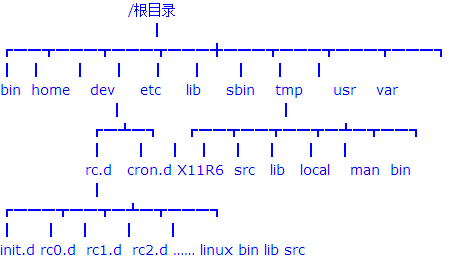 /根目录
bin home dev etc lib sbin tmp usr var
rc.d cron.d X11R6 src lib local man bin
init.d rc0.d rc1.d rc2.d …… linux bin lib src